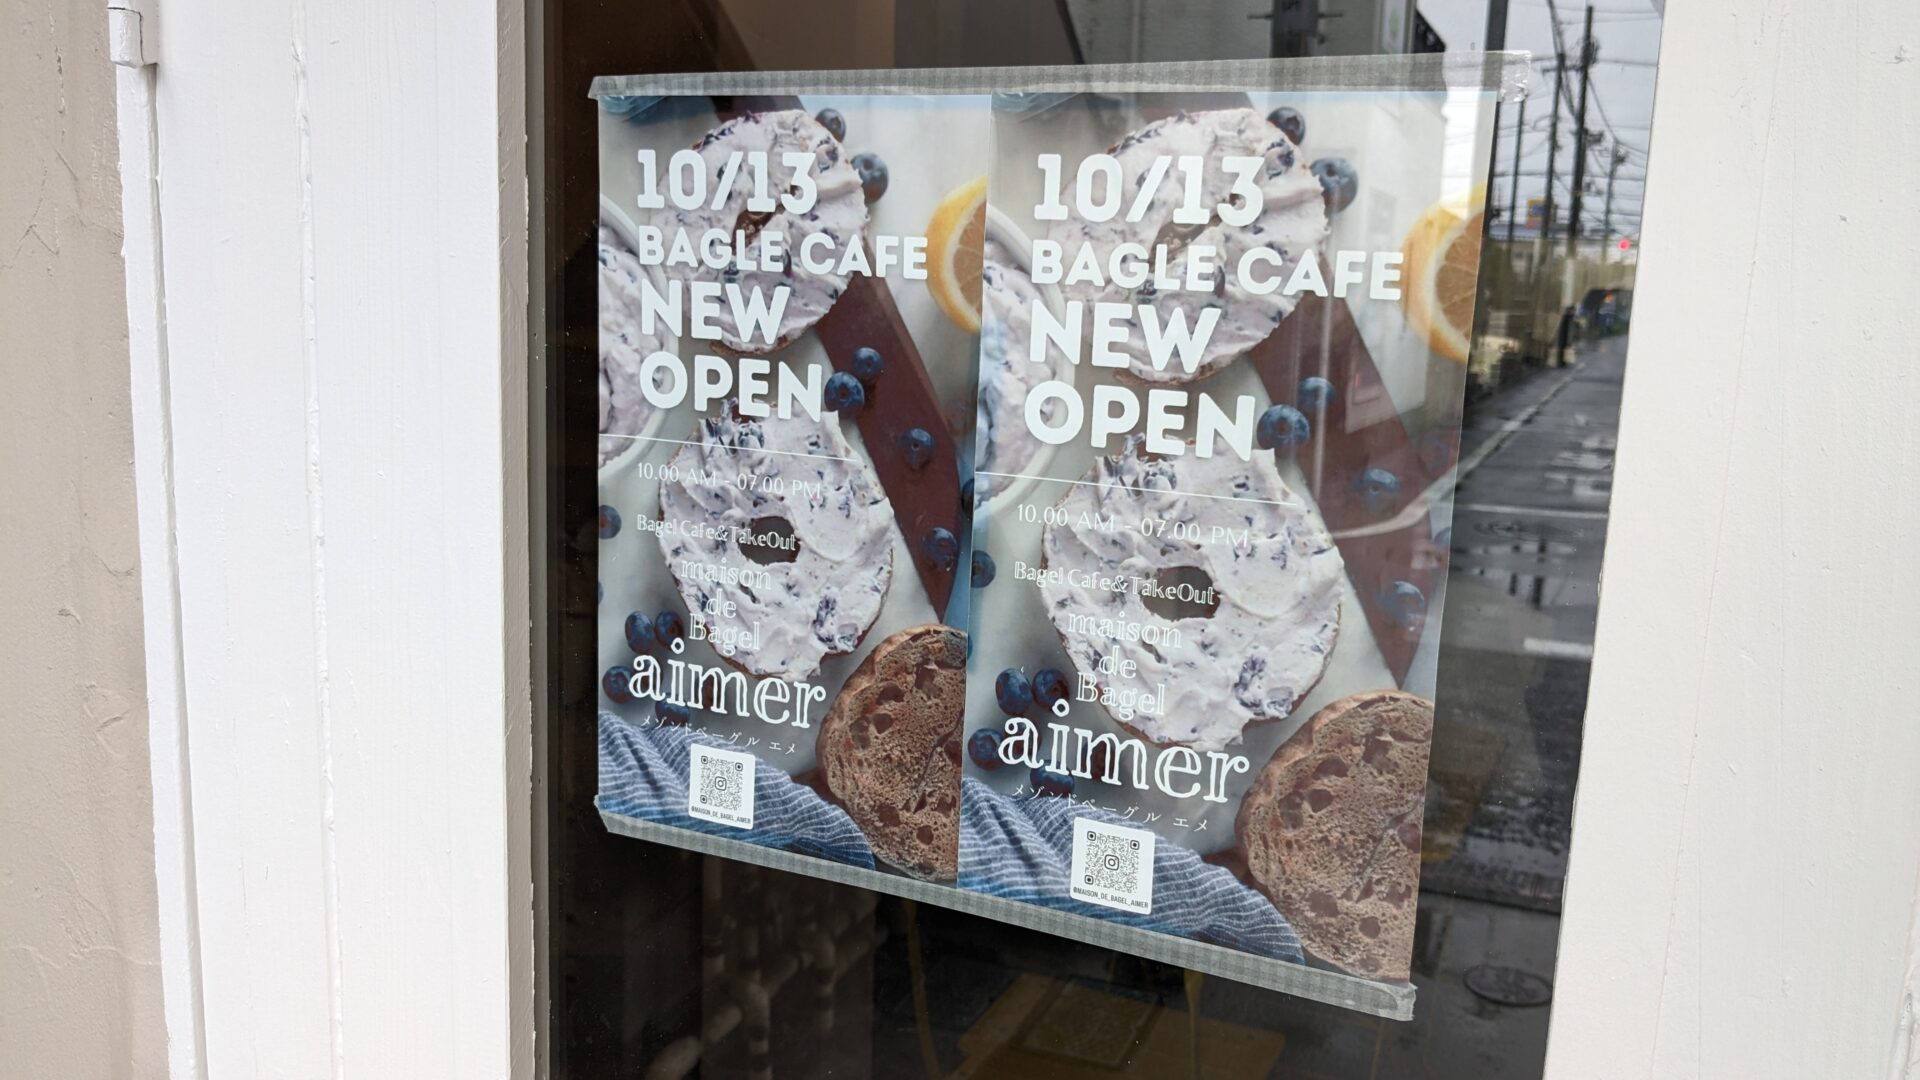 10/13
BAGLE CAFE
NEW
OPEN
10.00 AM - 07.00 PM
Bagel Cafe&TakeOut
maison
de
Bagel
aimer
メゾンドベーグル エメ
@MAISON_DE_BAGEL_AIMER
10/13
BAGLE CAFE
NEW
OPEN
10.00 AM - 07.00 PM
Bagel Cafe&TakeOut
maison
de
Bagel
aimer
メゾンドベーグル エメ
@MAISON_DE_BAGEL_AIMER